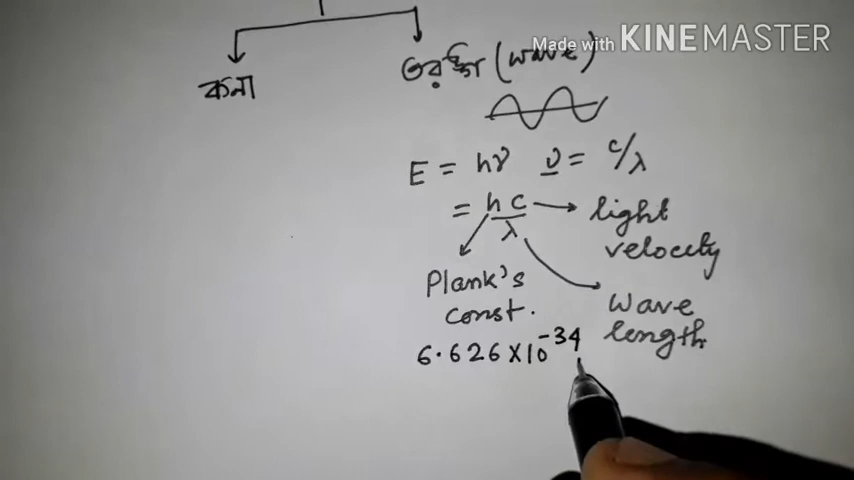 Made with KINEMASTER
কনা
তরঙ্গ (wave)
E = hν ν = c/λ
= hc/λ → light velocity
Plank's const.
wave length
6.626 X 10^-34